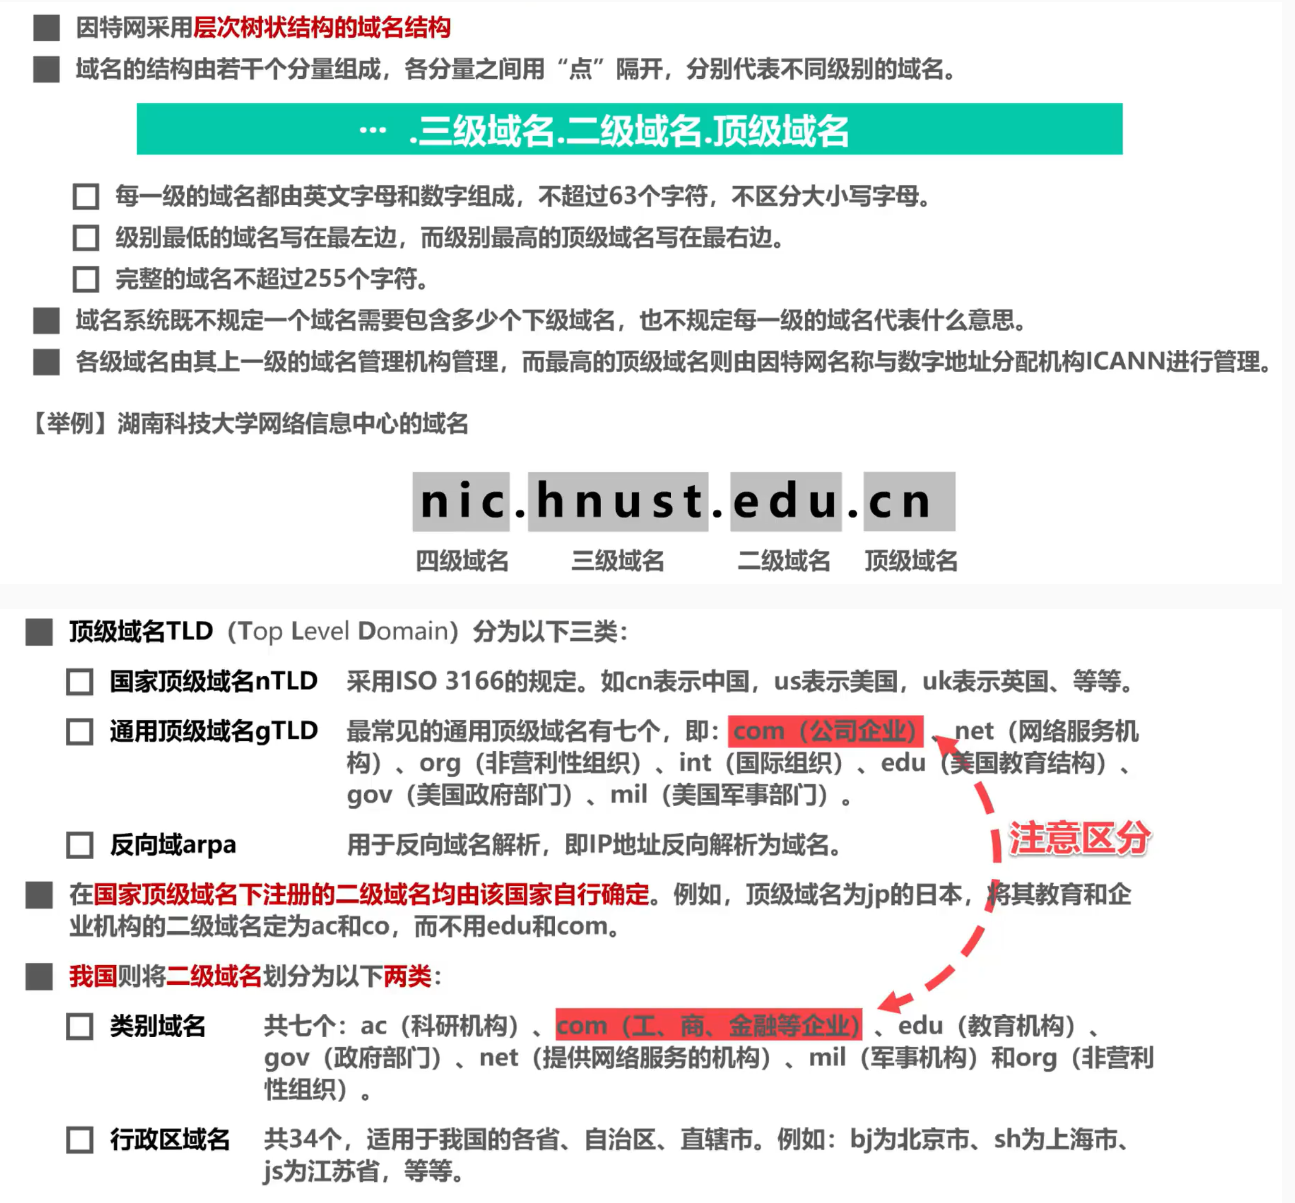 因特网采用层次树状结构的域名结构
域名的结构由若干个分量组成，各分量之间用“点”隔开，分别代表不同级别的域名。
… .三级域名.二级域名.顶级域名
每一级的域名都由英文字母和数字组成，不超过63个字符，不区分大小写字母。
级别最低的域名写在最左边，而级别最高的顶级域名写在最右边。
完整的域名不超过255个字符。
域名系统既不规定一个域名需要包含多少个下级域名，也不规定每一级的域名代表什么意思。
各级域名由其上一级的域名管理机构管理，而最高的顶级域名则由因特网名称与数字地址分配机构ICANN进行管理。
【举例】湖南科技大学网络信息中心的域名
nic.hnust.edu.cn
四级域名 三级域名 二级域名 顶级域名
顶级域名TLD（Top Level Domain）分为以下三类：
国家顶级域名nTLD 采用ISO 3166的规定。如cn表示中国，us表示美国，uk表示英国、等等。
通用顶级域名gTLD 最常见的通用顶级域名有七个，即：com（公司企业）、net（网络服务机
构）、org（非营利性组织）、int（国际组织）、edu（美国教育结构）、
gov（美国政府部门）、mil（美国军事部门）。
注意区分
反向域arpa 用于反向域名解析，即IP地址反向解析为域名。
在国家顶级域名下注册的二级域名均由该国家自行确定。例如，顶级域名为jp的日本，将其教育和企
业机构的二级域名定为ac和co，而不用edu和com。
我国则将二级域名划分为以下两类：
类别域名 共七个：ac（科研机构）、com（工、商、金融等企业）、edu（教育机构）、
gov（政府部门）、net（提供网络服务的机构）、mil（军事机构）和org（非营利
性组织）。
行政区域名 共34个，适用于我国的各省、自治区、直辖市。例如：bj为北京市、sh为上海市、
js为江苏省，等等。